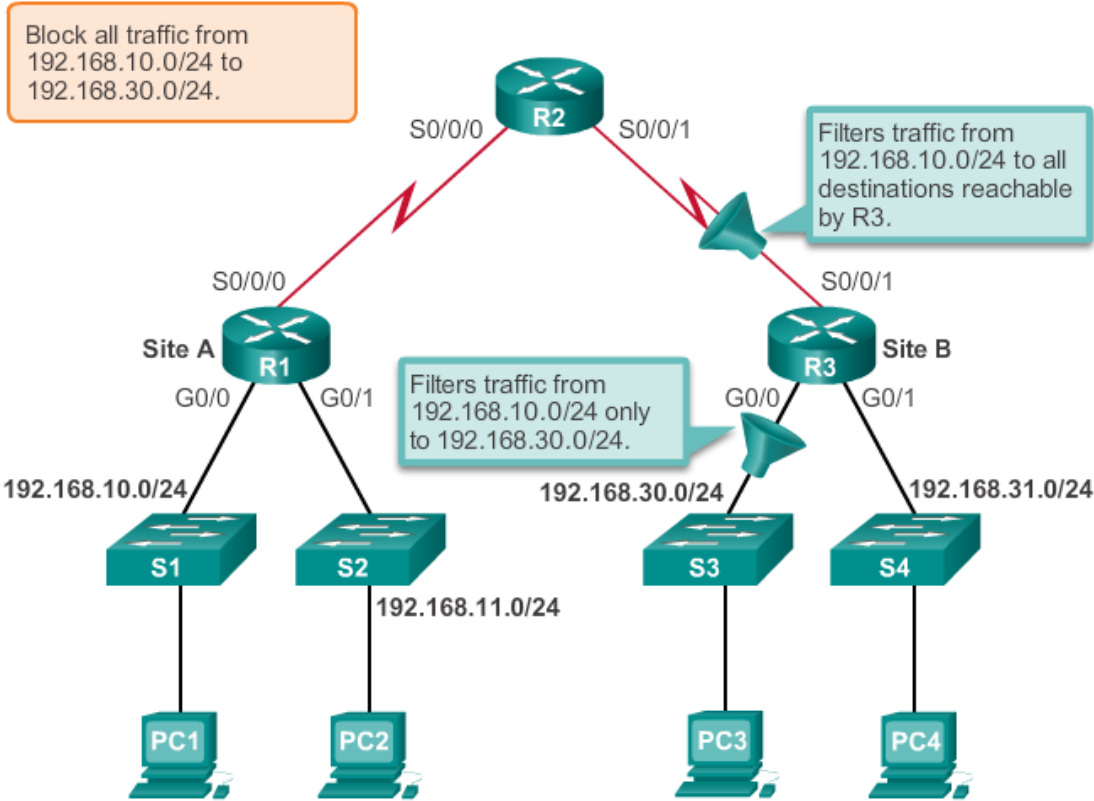 Block all traffic from
192.168.10.0/24 to
192.168.30.0/24.
R2
S0/0/0
S0/0/1
Filters traffic from
192.168.10.0/24 to all
destinations reachable
by R3.
S0/0/0
S0/0/1
Site A
R1
R3
Site B
G0/0
G0/1
Filters traffic from
192.168.10.0/24 only
to 192.168.30.0/24.
G0/0
G0/1
192.168.10.0/24
192.168.30.0/24
192.168.31.0/24
S1
S2
S3
S4
192.168.11.0/24
PC1
PC2
PC3
PC4